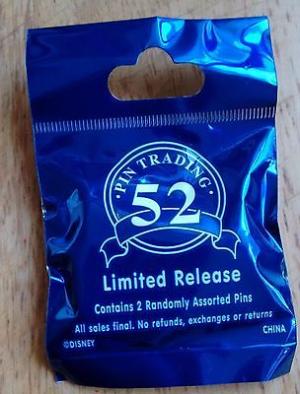 • PIN TRADING •
52
Limited Release
Contains 2 Randomly Assorted Pins
All sales final. No refunds, exchanges or returns
©DISNEY CHINA